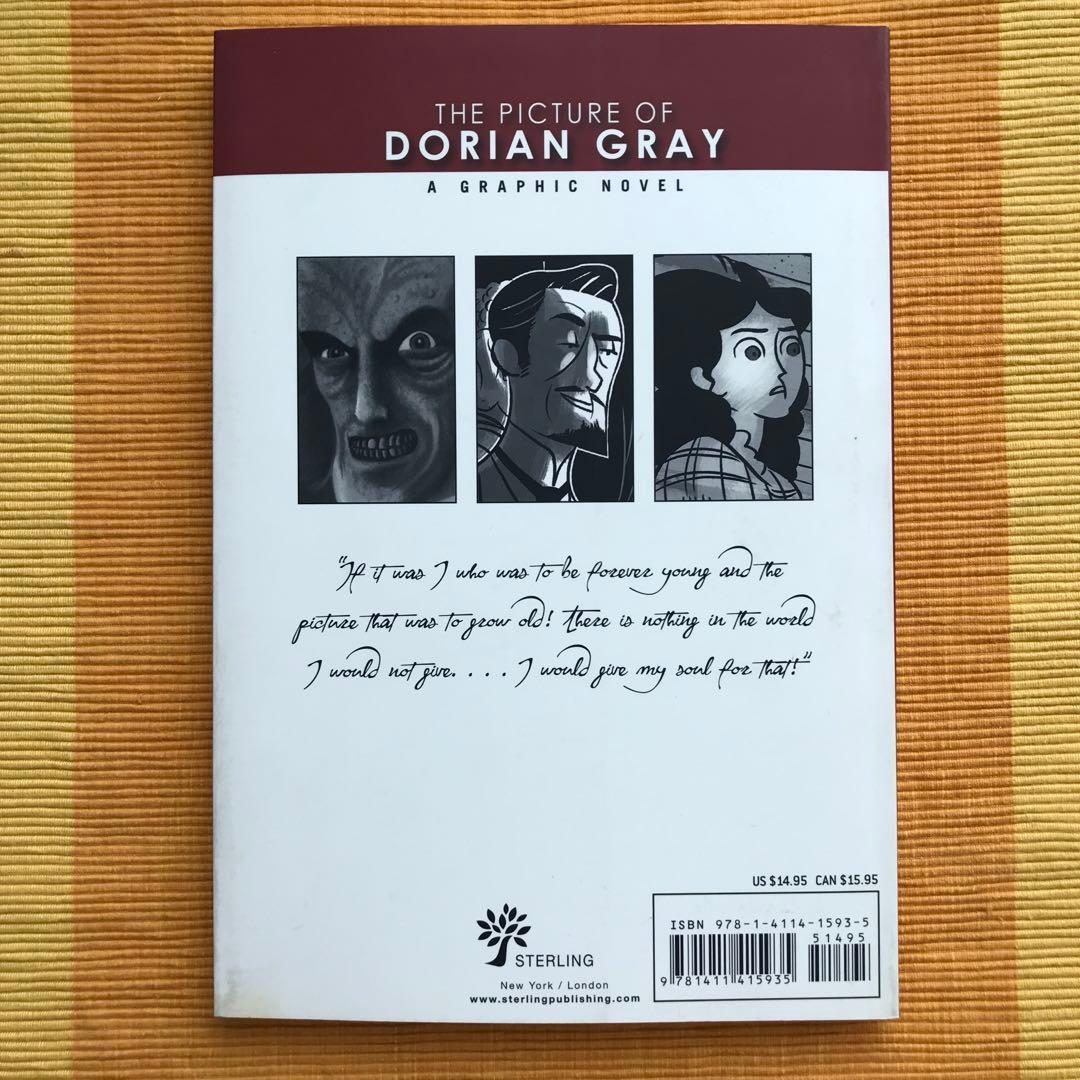 THE PICTURE OF
DORIAN GRAY
A GRAPHIC NOVEL
"If it was I who was to be forever young and the
picture that was to grow old! There is nothing in the world
I would not give. . . . I would give my soul for that!"
US $14.95 CAN $15.95
ISBN 978-1-4114-1593-5
51495
9 781411 415935
STERLING
New York / London
www.sterlingpublishing.com